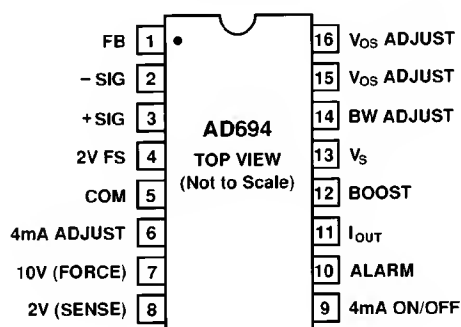 FB 1
– SIG 2
+SIG 3
2V FS 4
COM 5
4mA ADJUST 6
10V (FORCE) 7
2V (SENSE) 8
AD694
TOP VIEW
(Not to Scale)
16 VOS ADJUST
15 VOS ADJUST
14 BW ADJUST
13 VS
12 BOOST
11 IOUT
10 ALARM
9 4mA ON/OFF